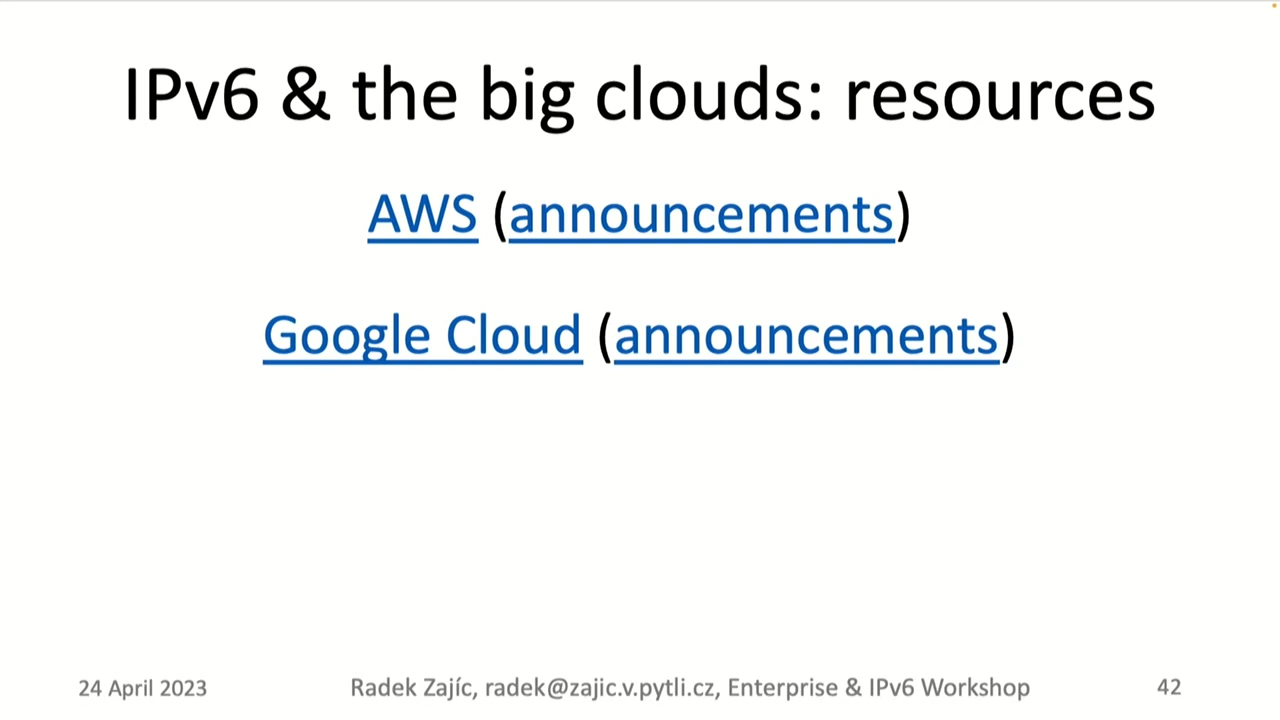 IPv6 & the big clouds: resources
AWS (announcements)
Google Cloud (announcements)
24 April 2023
Radek Zajíc, radek@zajic.v.pytli.cz, Enterprise & IPv6 Workshop
42